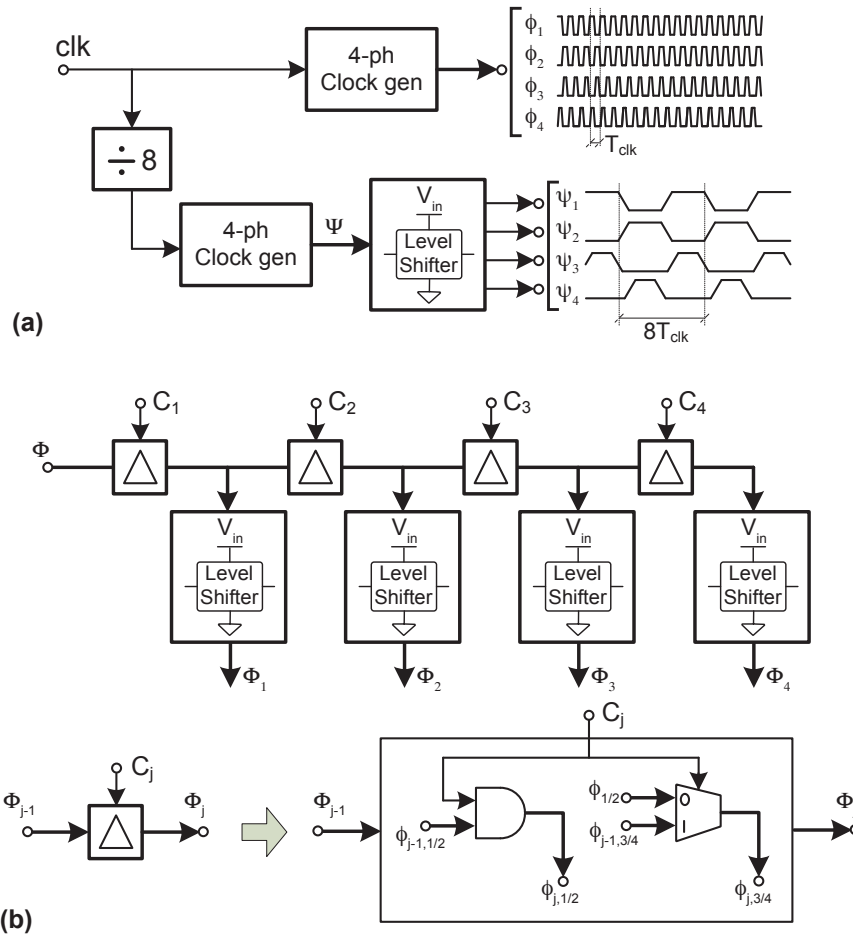 clk
4-ph
Clock gen
ϕ1
ϕ2
ϕ3
ϕ4
Tclk
÷ 8
4-ph
Clock gen
Ψ
Vin
Level
Shifter
ψ1
ψ2
ψ3
ψ4
8Tclk
(a)
C1 C2 C3 C4
Φ
Vin Vin Vin Vin
Level Level Level Level
Shifter Shifter Shifter Shifter
Φ1 Φ2 Φ3 Φ4
Cj
Cj
Φj-1
Φj
Φj-1
ϕj-1,1/2
ϕj,1/2
ϕ1/2
0
ϕj-1,3/4
1
ϕj,3/4
Φ
(b)